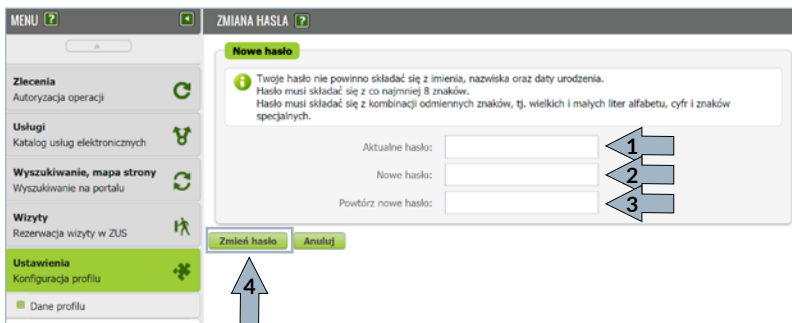 MENU ?
Zlecenia
Autoryzacja operacji
Usługi
Katalog usług elektronicznych
Wyszukiwanie, mapa strony
Wyszukiwanie na portalu
Wizyty
Rezerwacja wizyty w ZUS
Ustawienia
Konfiguracja profilu
Dane profilu
ZMIANA HASŁA ?
Nowe hasło
Twoje hasło nie powinno składać się z imienia, nazwiska oraz daty urodzenia.
Hasło musi składać się z co najmniej 8 znaków.
Hasło musi składać się z kombinacji odmiennych znaków, tj. wielkich i małych liter alfabetu, cyfr i znaków
specjalnych.
Aktualne hasło:
1
Nowe hasło:
2
Powtórz nowe hasło:
3
Zmień hasło Anuluj
4